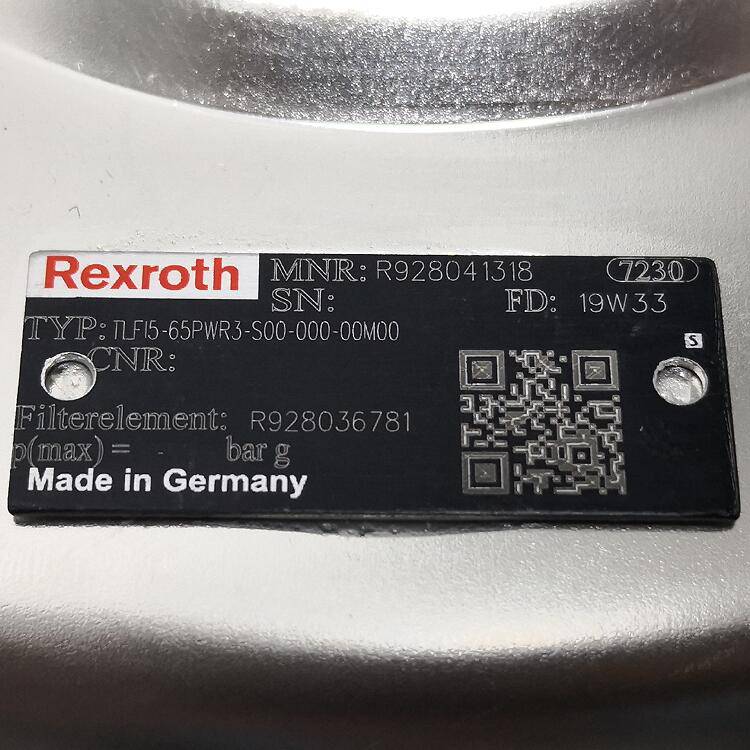 Rexroth
MNR: R928041318 7230
SN: FD: 19W33
TYP: TLFI5-65PWR3-S00-000-00M00
S
CNR:
Filterelement: R928036781
p(max) = - bar g
Made in Germany